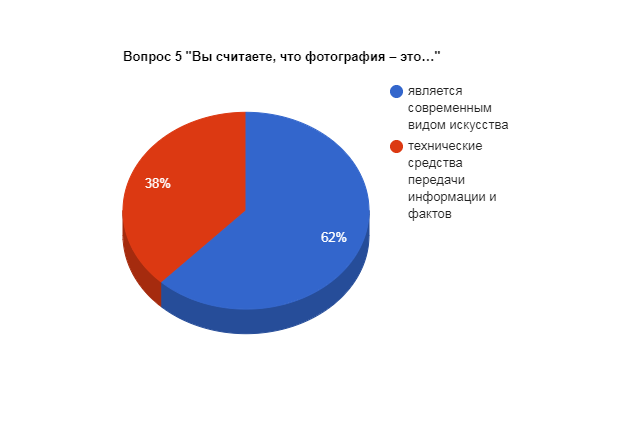 Вопрос 5 "Вы считаете, что фотография – это…"
является
современным
видом искусства
технические
средства
передачи
информации и
фактов
38%
62%